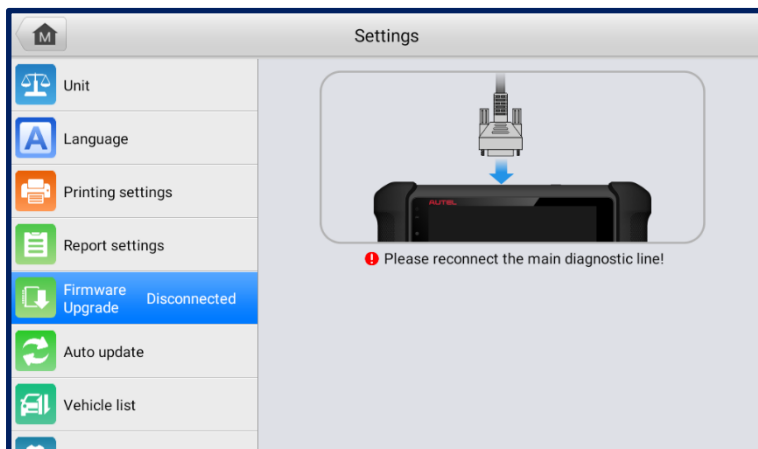 M
Settings
Unit
A Language
Printing settings
Report settings
Firmware
Upgrade
Disconnected
Auto update
Vehicle list
AUTEL
Please reconnect the main diagnostic line!